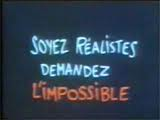 SOYEZ RÉALISTES
DEMANDEZ
L'IMPOSSIBLE